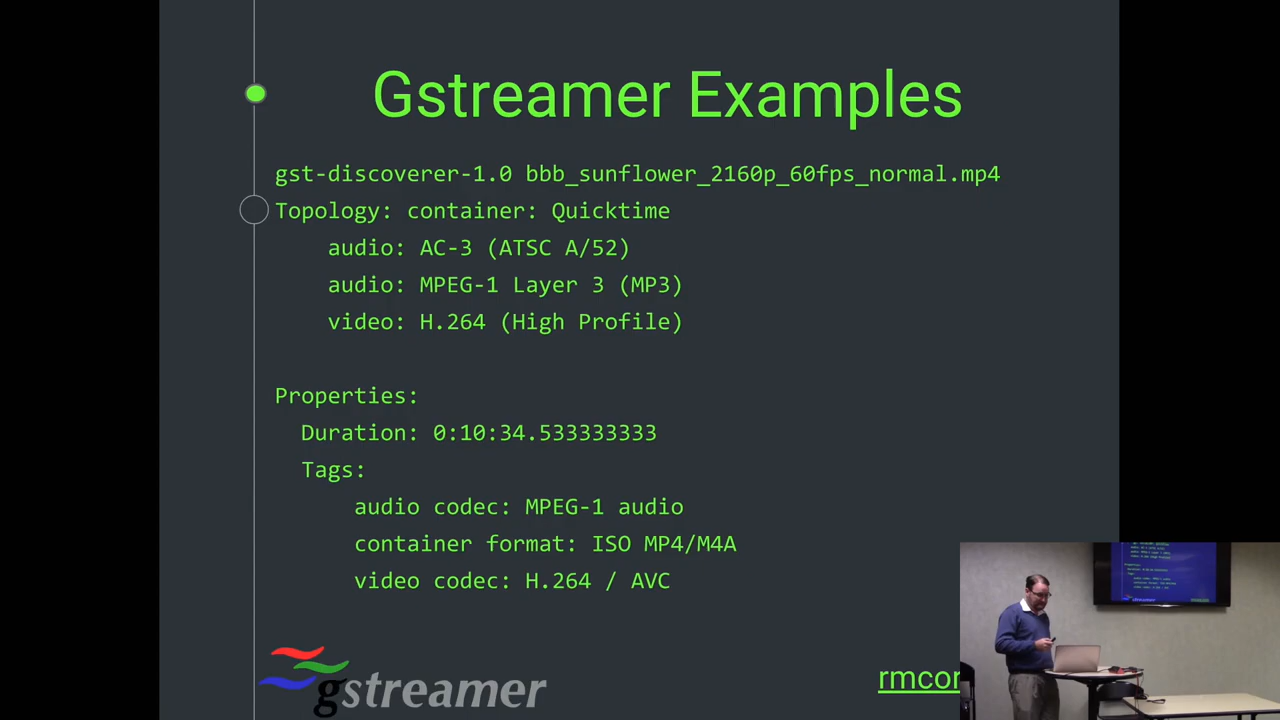 Gstreamer Examples
gst-discoverer-1.0 bbb_sunflower_2160p_60fps_normal.mp4
Topology: container: Quicktime
audio: AC-3 (ATSC A/52)
audio: MPEG-1 Layer 3 (MP3)
video: H.264 (High Profile)
Properties:
Duration: 0:10:34.533333333
Tags:
audio codec: MPEG-1 audio
container format: ISO MP4/M4A
video codec: H.264 / AVC
gstreamer